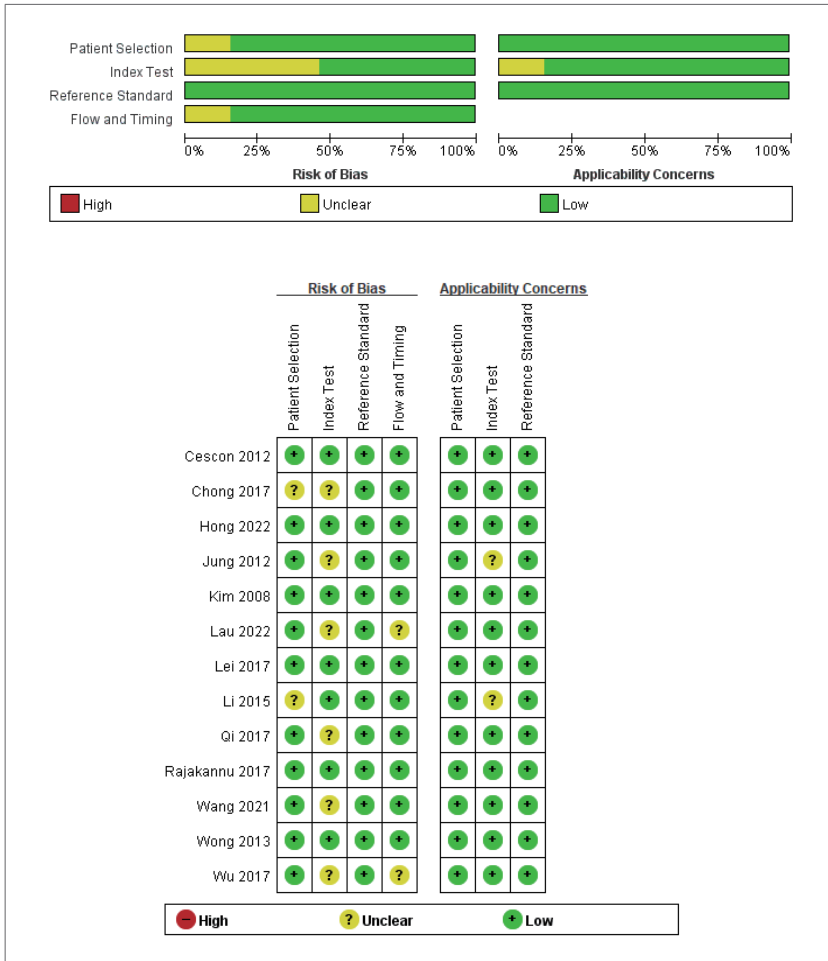 Patient Selection
Index Test
Reference Standard
Flow and Timing
0% 25% 50% 75% 100% 0% 25% 50% 75% 100%
Risk of Bias Applicability Concerns
High Unclear Low
Risk of Bias Applicability Concerns
Patient Selection Index Test Reference Standard Flow and Timing Patient Selection Index Test Reference Standard
Cescon 2012 + + + + + + +
Chong 2017 ? ? + + + + +
Hong 2022 + + + + + + +
Jung 2012 + ? + + + ? +
Kim 2008 + + + + + + +
Lau 2022 + ? + ? + + +
Lei 2017 + + + + + + +
Li 2015 ? + + + + ? +
Qi 2017 + ? + + + + +
Rajakannu 2017 + + + + + + +
Wang 2021 + ? + + + + +
Wong 2013 + + + + + + +
Wu 2017 + ? + ? + + +
– High ? Unclear + Low